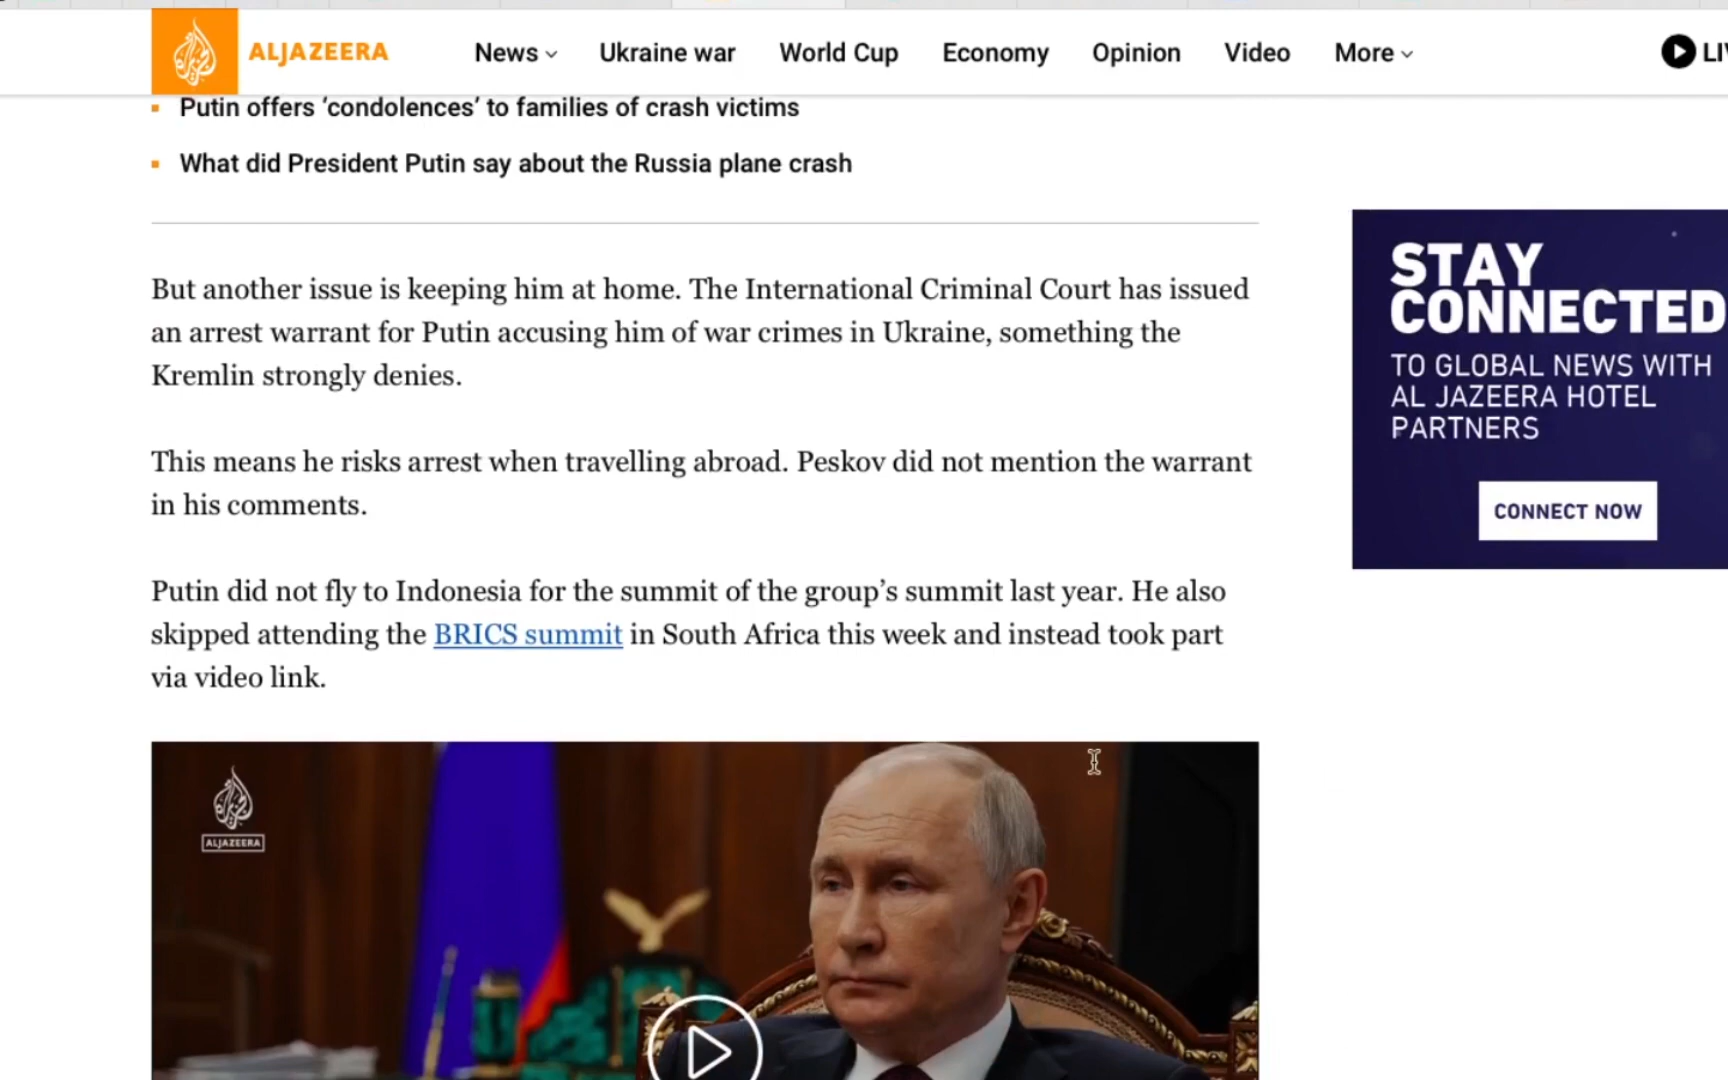 ALJAZEERA
News
Ukraine war
World Cup
Economy
Opinion
Video
More
Putin offers ‘condolences’ to families of crash victims
What did President Putin say about the Russia plane crash
But another issue is keeping him at home. The International Criminal Court has issued
an arrest warrant for Putin accusing him of war crimes in Ukraine, something the
Kremlin strongly denies.
This means he risks arrest when travelling abroad. Peskov did not mention the warrant
in his comments.
Putin did not fly to Indonesia for the summit of the group’s summit last year. He also
skipped attending the BRICS summit in South Africa this week and instead took part
via video link.
STAY
CONNECTED
TO GLOBAL NEWS WITH
AL JAZEERA HOTEL
PARTNERS
CONNECT NOW
ALJAZEERA